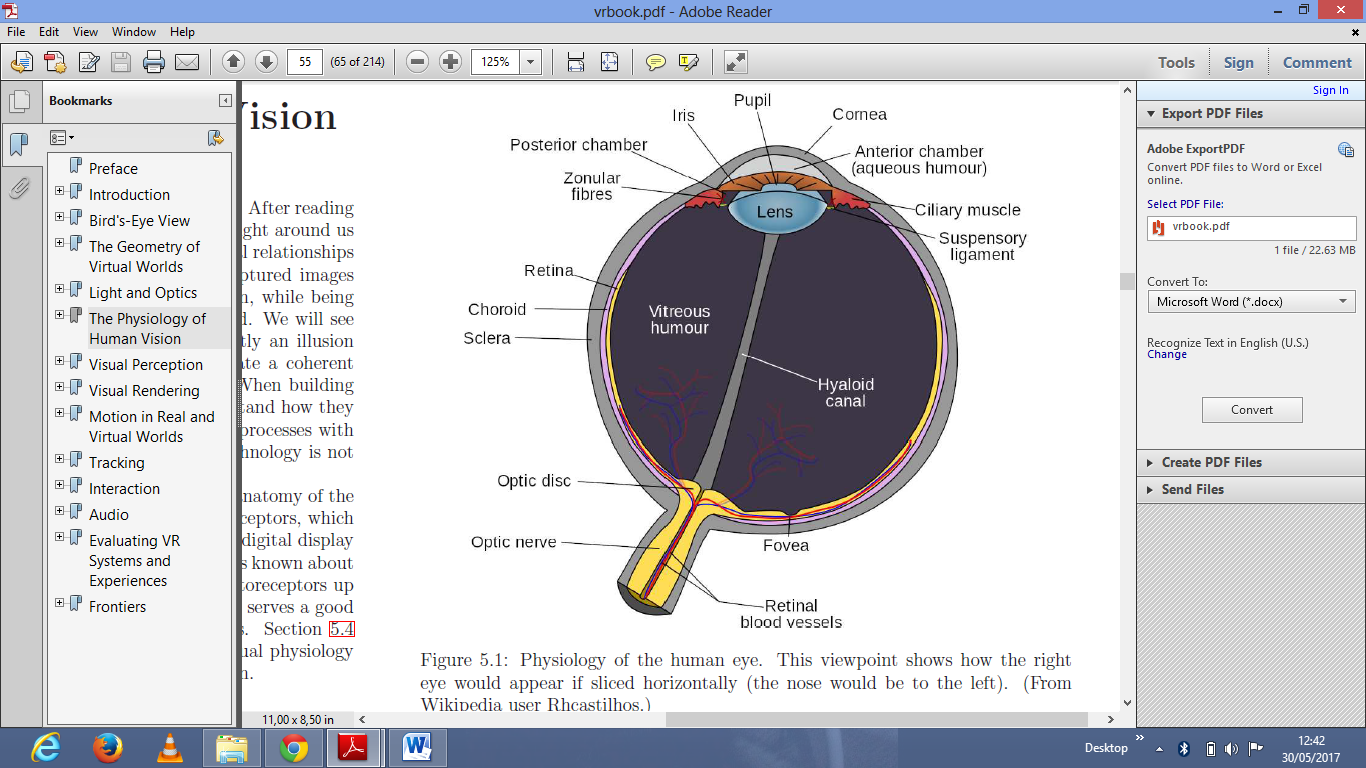 vrbook.pdf - Adobe Reader
File Edit View Window Help
55 (65 of 214) 125% Tools Sign Comment
Bookmarks
Preface
Introduction
Bird's-Eye View
The Geometry of
Virtual Worlds
Light and Optics
The Physiology of
Human Vision
Visual Perception
Visual Rendering
Motion in Real and
Virtual Worlds
Tracking
Interaction
Audio
Evaluating VR
Systems and
Experiences
Frontiers
ision
. After reading
ght around us
l relationships
ptured images
n, while being
d. We will see
tly an illusion
ate a coherent
When building
tand how they
processes with
hnology is not
natomy of the
ceptors, which
digital display
s known about
toreceptors up
serves a good
s. Section 5.4
ual physiology
n.
Pupil
Iris
Cornea
Posterior chamber
Anterior chamber
(aqueous humour)
Zonular
fibres
Lens
Ciliary muscle
Suspensory
ligament
Retina
Choroid
Sclera
Vitreous
humour
Hyaloid
canal
Optic disc
Optic nerve
Fovea
Retinal
blood vessels
Figure 5.1: Physiology of the human eye. This viewpoint shows how the right
eye would appear if sliced horizontally (the nose would be to the left). (From
Wikipedia user Rhcastilhos.)
11,00 x 8,50 in
Sign In
Export PDF Files
Adobe ExportPDF
Convert PDF files to Word or Excel
online.
Select PDF File:
vrbook.pdf
1 file / 22.63 MB
Convert To:
Microsoft Word (*.docx)
Recognize Text in English (U.S.)
Change
Convert
Create PDF Files
Send Files
Desktop
12:42
30/05/2017